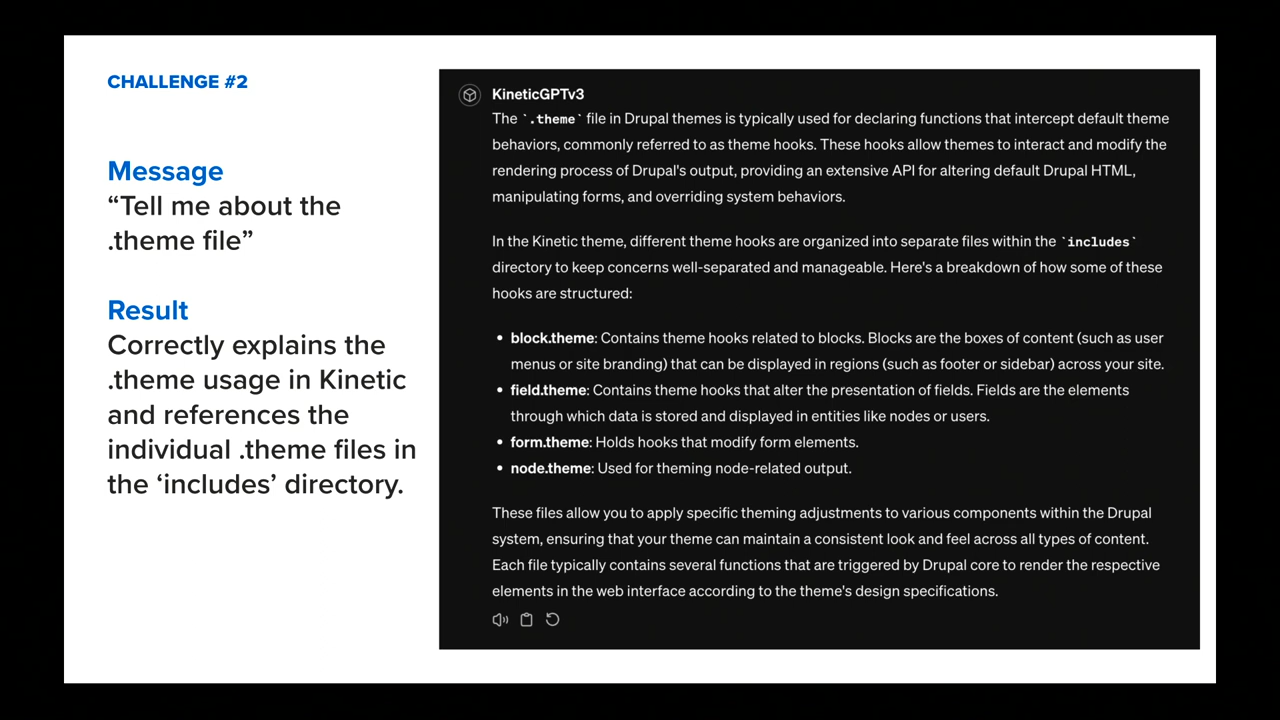 CHALLENGE #2
Message
“Tell me about the
.theme file”
Result
Correctly explains the
.theme usage in Kinetic
and references the
individual .theme files in
the ‘includes’ directory.
KineticGPTv3
The `.theme` file in Drupal themes is typically used for declaring functions that intercept default theme
behaviors, commonly referred to as theme hooks. These hooks allow themes to interact and modify the
rendering process of Drupal's output, providing an extensive API for altering default Drupal HTML,
manipulating forms, and overriding system behaviors.
In the Kinetic theme, different theme hooks are organized into separate files within the `includes`
directory to keep concerns well-separated and manageable. Here's a breakdown of how some of these
hooks are structured:
• block.theme: Contains theme hooks related to blocks. Blocks are the boxes of content (such as user
menus or site branding) that can be displayed in regions (such as footer or sidebar) across your site.
• field.theme: Contains theme hooks that alter the presentation of fields. Fields are the elements
through which data is stored and displayed in entities like nodes or users.
• form.theme: Holds hooks that modify form elements.
• node.theme: Used for theming node-related output.
These files allow you to apply specific theming adjustments to various components within the Drupal
system, ensuring that your theme can maintain a consistent look and feel across all types of content.
Each file typically contains several functions that are triggered by Drupal core to render the respective
elements in the web interface according to the theme's design specifications.